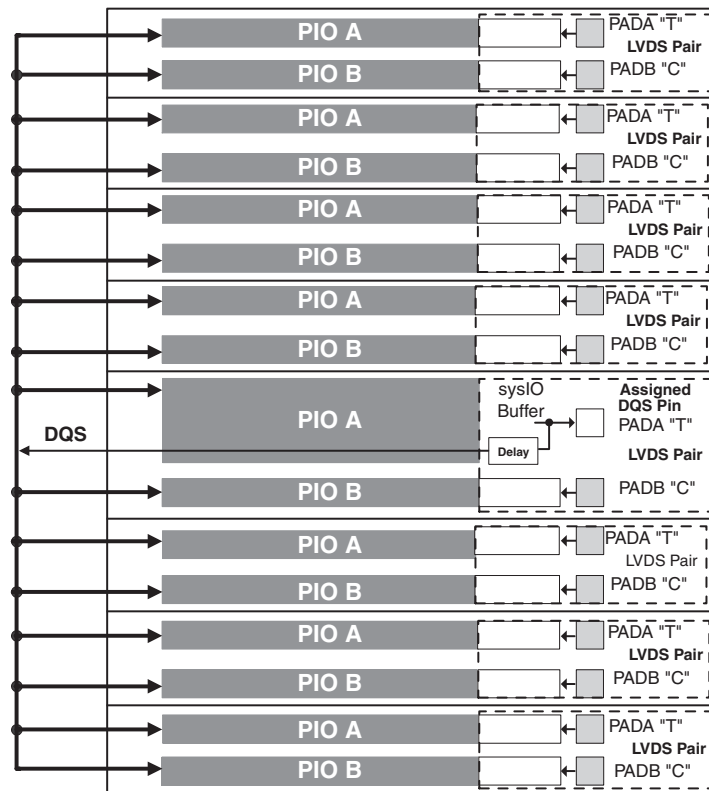 PIO A
PADA "T"
LVDS Pair
PIO B
PADB "C"
PIO A
PADA "T"
LVDS Pair
PIO B
PADB "C"
PIO A
PADA "T"
LVDS Pair
PIO B
PADB "C"
PIO A
PADA "T"
LVDS Pair
PIO B
PADB "C"
sysIO
Buffer
Assigned
DQS Pin
PIO A
PADA "T"
DQS
Delay
LVDS Pair
PIO B
PADB "C"
PIO A
PADA "T"
LVDS Pair
PIO B
PADB "C"
PIO A
PADA "T"
LVDS Pair
PIO B
PADB "C"
PIO A
PADA "T"
LVDS Pair
PIO B
PADB "C"